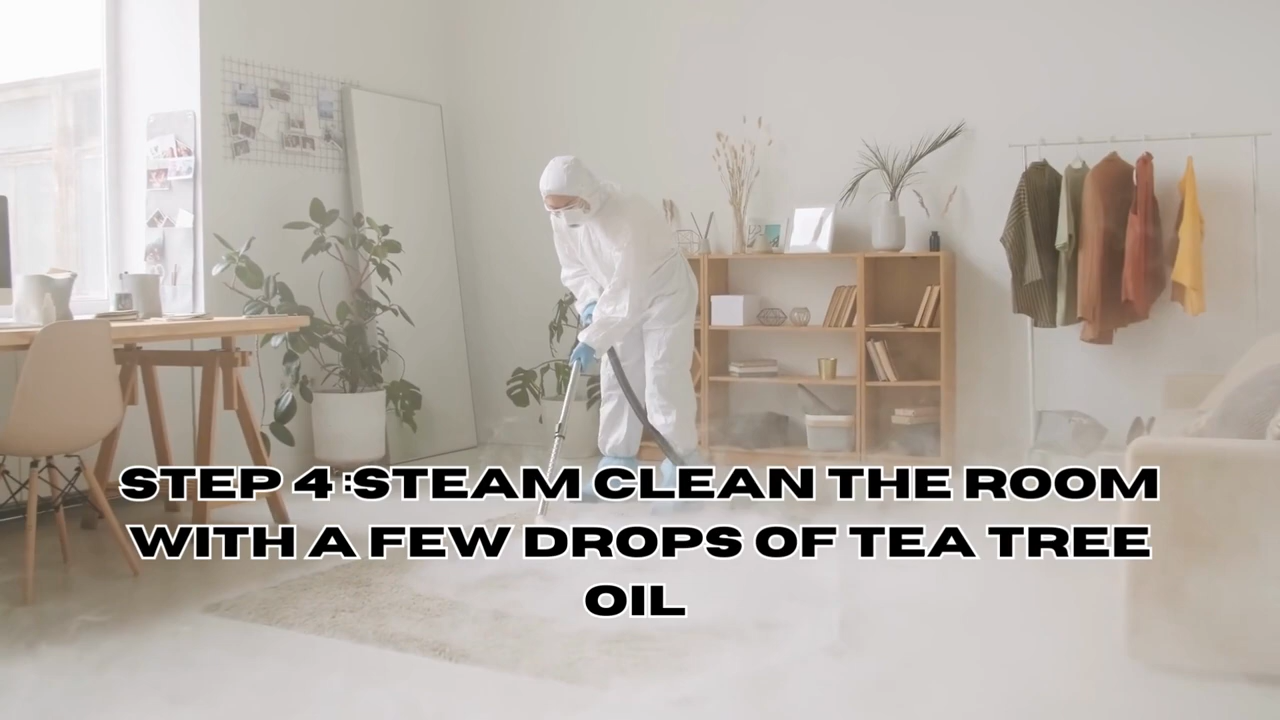 STEP 4 :STEAM CLEAN THE ROOM
WITH A FEW DROPS OF TEA TREE
OIL